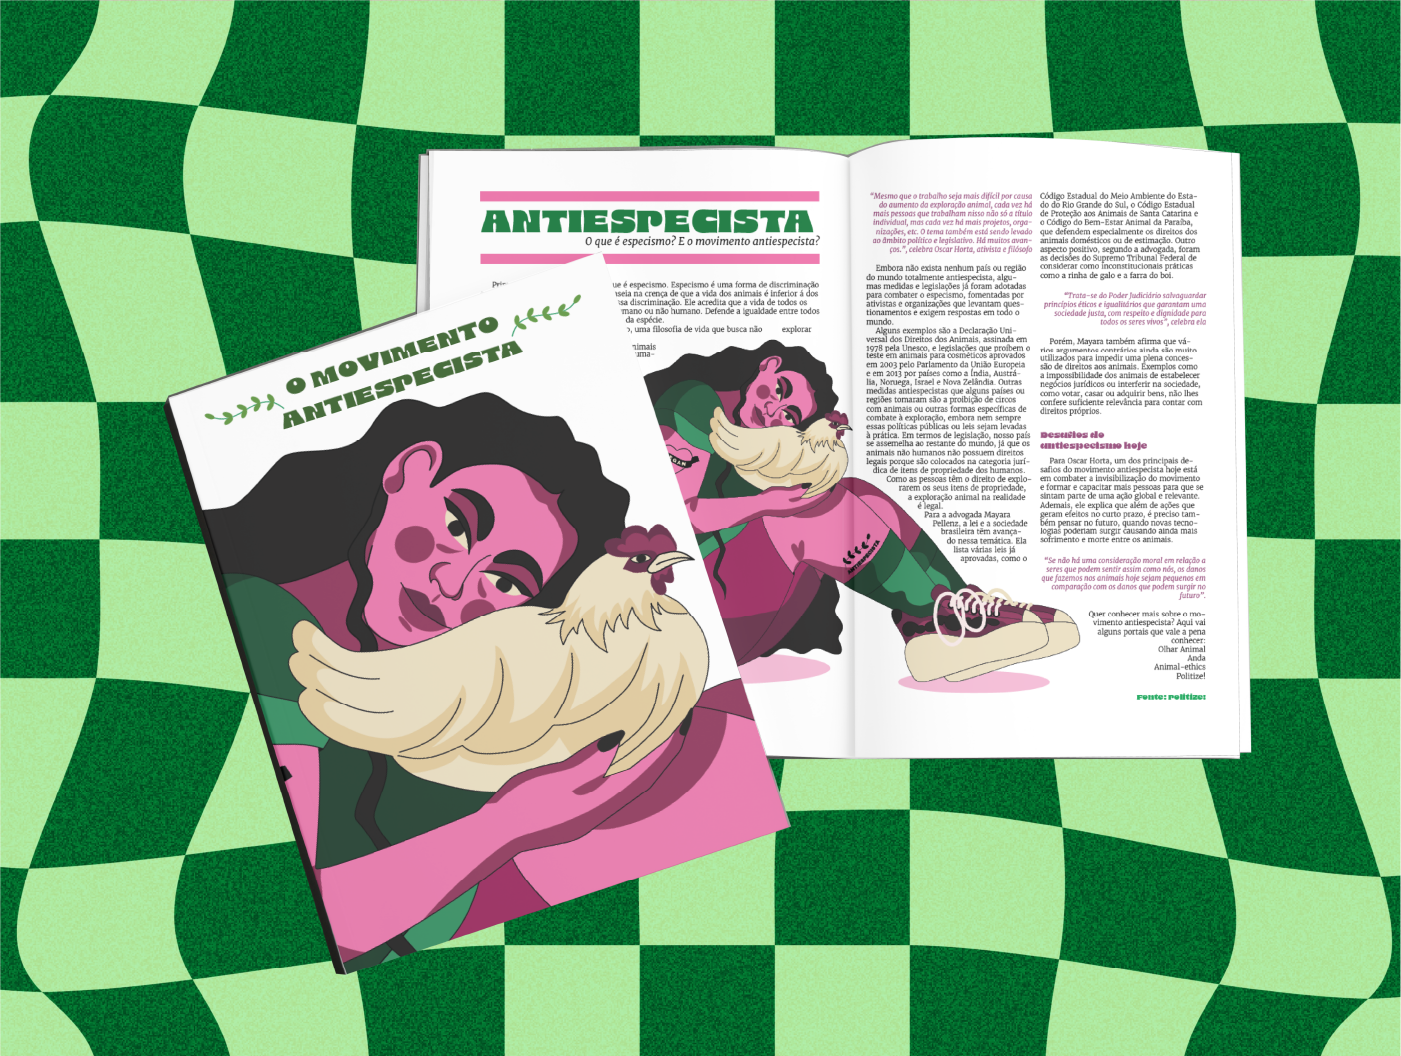 O MOVIMENTO
ANTIESPECISTA
ANTIESPECISTA
O que é especismo? E o movimento antiespecista?
ue é especismo. Especismo é uma forma de discriminação
seia na crença de que a vida dos animais é inferior á dos
ssa discriminação. Ele acredita que a vida de todos os
mano ou não humano. Defende a igualdade entre todos
da espécie.
o, uma filosofia de vida que busca não explorar
nimais
uma-
"Mesmo que o trabalho seja mais difícil por causa
do aumento da exploração animal, cada vez há
mais pessoas que trabalham nisso não só a título
individual, mas cada vez há mais projetos, orga-
nizações, etc. O tema também está sendo levado
ao âmbito político e legislativo. Há muitos avan-
ços.", celebra Oscar Horta, ativista e filósofo
Embora não exista nenhum país ou região
do mundo totalmente antiespecista, algu-
mas medidas e legislações já foram adotadas
para combater o especismo, fomentadas por
ativistas e organizações que levantam ques-
tionamentos e exigem respostas em todo o
mundo.
Alguns exemplos são a Declaração Uni-
versal dos Direitos dos Animais, assinada em
1978 pela Unesco, e legislações que proíbem o
teste em animais para cosméticos aprovados
em 2003 pelo Parlamento da União Europeia
e em 2013 por países como a Índia, Austrá-
lia, Noruega, Israel e Nova Zelândia. Outras
medidas antiespecistas que alguns países ou
regiões tomaram são a proibição de circos
com animais ou outras formas específicas de
combate à exploração, embora nem sempre
essas políticas públicas ou leis sejam levadas
à prática. Em termos de legislação, nosso país
se assemelha ao restante do mundo, já que os
animais não humanos não possuem direitos
legais porque são colocados na categoria jurí-
dica de itens de propriedade dos humanos.
Como as pessoas têm o direito de explo-
rarem os seus itens de propriedade,
a exploração animal na realidade
é legal.
Para a advogada Mayara
Pellenz, a lei e a sociedade
brasileira têm avança-
do nessa temática. Ela
lista várias leis já
aprovadas, como o
ANTIESPECISTA
Código Estadual do Meio Ambiente do Esta-
do do Rio Grande do Sul, o Código Estadual
de Proteção aos Animais de Santa Catarina e
o Código do Bem-Estar Animal da Paraíba,
que defendem especialmente os direitos dos
animais domésticos ou de estimação. Outro
aspecto positivo, segundo a advogada, foram
as decisões do Supremo Tribunal Federal de
considerar como inconstitucionais práticas
como a rinha de galo e a farra do boi.
"Trata-se do Poder Judiciário salvaguardar
princípios éticos e igualitários que garantam uma
sociedade justa, com respeito e dignidade para
todos os seres vivos", celebra ela
Porém, Mayara também afirma que vá-
rios argumentos contrários ainda são muito
utilizados para impedir uma plena conces-
são de direitos aos animais. Exemplos como
a impossibilidade dos animais de estabelecer
negócios jurídicos ou interferir na sociedade,
como votar, casar ou adquirir bens, não lhes
confere suficiente relevância para contar com
direitos próprios.
Desafios do
antiespecismo hoje
Para Oscar Horta, um dos principais de-
safios do movimento antiespecista hoje está
em combater a invisibilização do movimento
e formar e capacitar mais pessoas para que se
sintam parte de uma ação global e relevante.
Ademais, ele explica que além de ações que
geram efeitos no curto prazo, é preciso tam-
bém pensar no futuro, quando novas tecno-
logias poderiam surgir causando ainda mais
sofrimento e morte entre os animais.
"Se não há uma consideração moral em relação a
seres que podem sentir assim como nós, os danos
que fazemos nos animais hoje sejam pequenos em
comparação com os danos que podem surgir no
futuro".
Quer conhecer mais sobre o mo-
vimento antiespecista? Aqui vai
alguns portais que vale a pena
conhecer:
Olhar Animal
Anda
Animal-ethics
Politize!
Fonte: Politize!